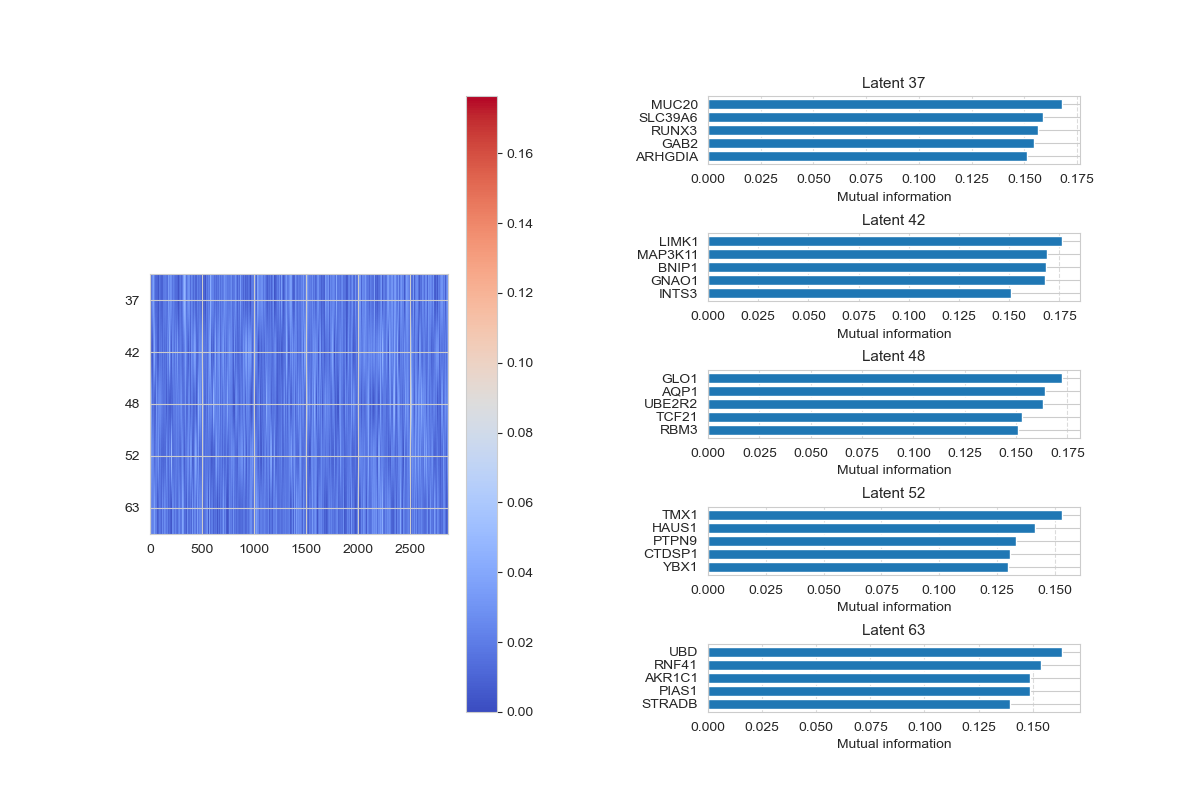 37
42
48
52
63
0 500 1000 1500 2000 2500
0.16
0.14
0.12
0.10
0.08
0.06
0.04
0.02
0.00
Latent 37
MUC20
SLC39A6
RUNX3
GAB2
ARHGDIA
0.000 0.025 0.050 0.075 0.100 0.125 0.150 0.175
Mutual information
Latent 42
LIMK1
MAP3K11
BNIP1
GNAO1
INTS3
0.000 0.025 0.050 0.075 0.100 0.125 0.150 0.175
Mutual information
Latent 48
GLO1
AQP1
UBE2R2
TCF21
RBM3
0.000 0.025 0.050 0.075 0.100 0.125 0.150 0.175
Mutual information
Latent 52
TMX1
HAUS1
PTPN9
CTDSP1
YBX1
0.000 0.025 0.050 0.075 0.100 0.125 0.150
Mutual information
Latent 63
UBD
RNF41
AKR1C1
PIAS1
STRADB
0.000 0.025 0.050 0.075 0.100 0.125 0.150
Mutual information